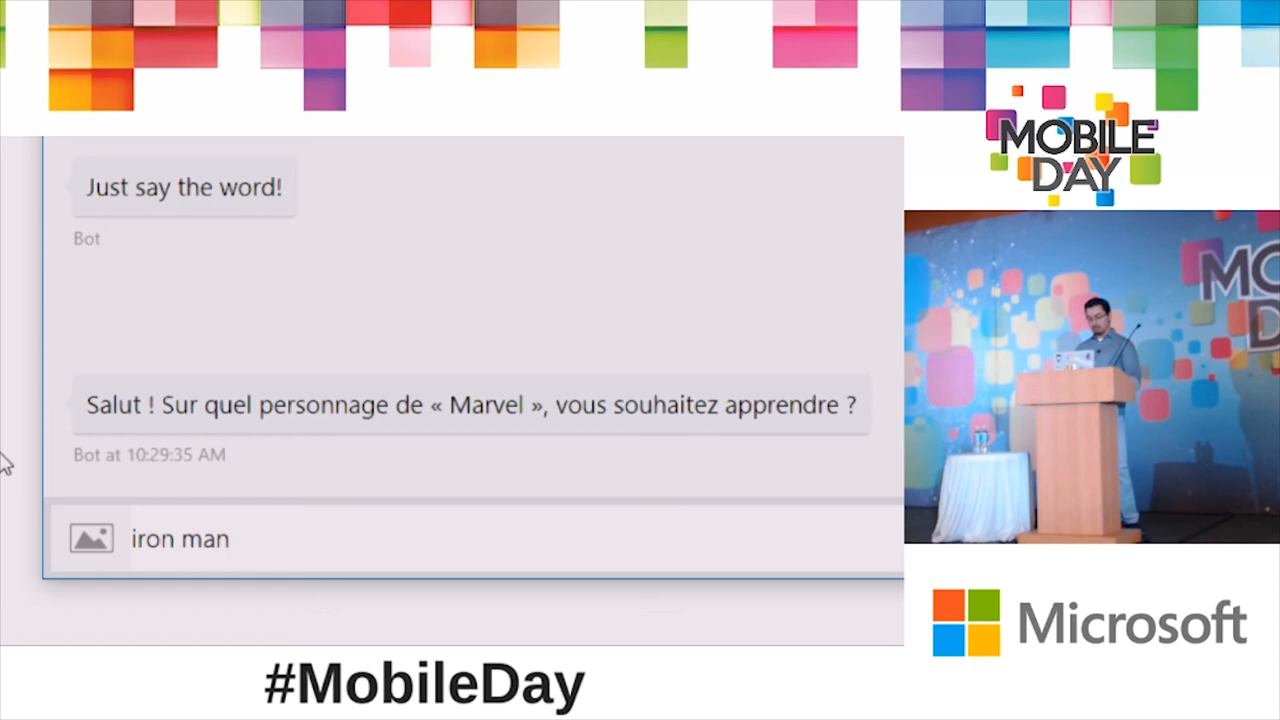 MOBILE
DAY
Just say the word!
Bot
Salut ! Sur quel personnage de « Marvel », vous souhaitez apprendre ?
Bot at 10:29:35 AM
iron man
MO
D
Microsoft
#MobileDay